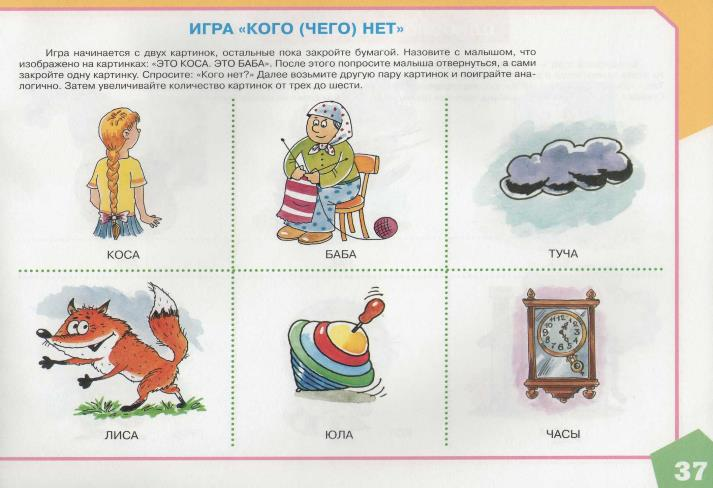 ИГРА «КОГО (ЧЕГО) НЕТ»
Игра начинается с двух картинок, остальные пока закройте бумагой. Назовите с малышом, что
изображено на картинках: «ЭТО КОСА. ЭТО БАБА». После этого попросите малыша отвернуться, а сами
закройте одну картинку. Спросите: «Кого нет?» Далее возьмите другую пару картинок и поиграйте ана-
логично. Затем увеличивайте количество картинок от трех до шести.
КОСА
БАБА
ТУЧА
ЛИСА
ЮЛА
ЧАСЫ
37